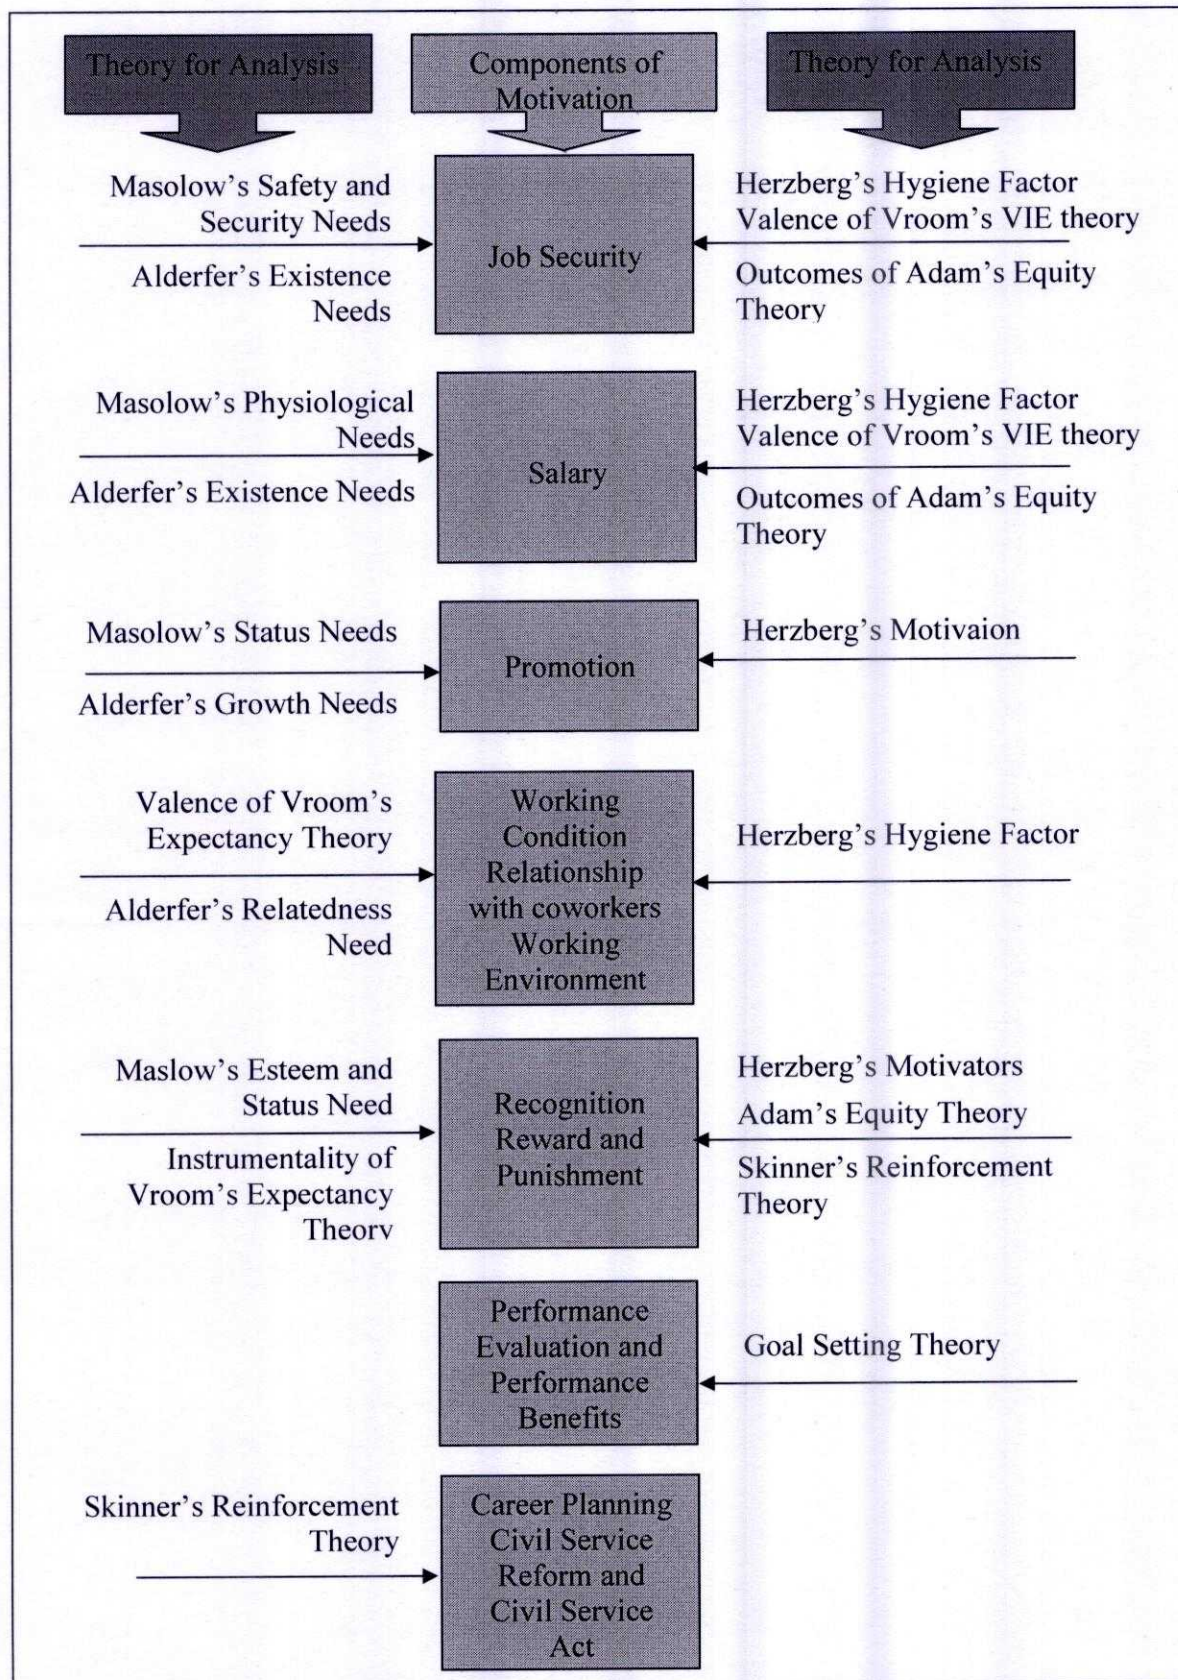 Theory for Analysis
Components of
Motivation
Theory for Analysis
Masolow's Safety and
Security Needs
Alderfer's Existence
Needs
Job Security
Herzberg's Hygiene Factor
Valence of Vroom's VIE theory
Outcomes of Adam's Equity
Theory
Masolow's Physiological
Needs
Alderfer's Existence Needs
Salary
Herzberg's Hygiene Factor
Valence of Vroom's VIE theory
Outcomes of Adam's Equity
Theory
Masolow's Status Needs
Alderfer's Growth Needs
Promotion
Herzberg's Motivaion
Valence of Vroom's
Expectancy Theory
Alderfer's Relatedness
Need
Working
Condition
Relationship
with coworkers
Working
Environment
Herzberg's Hygiene Factor
Maslow's Esteem and
Status Need
Instrumentality of
Vroom's Expectancy
Theory
Recognition
Reward and
Punishment
Herzberg's Motivators
Adam's Equity Theory
Skinner's Reinforcement
Theory
Performance
Evaluation and
Performance
Benefits
Goal Setting Theory
Skinner's Reinforcement
Theory
Career Planning
Civil Service
Reform and
Civil Service
Act